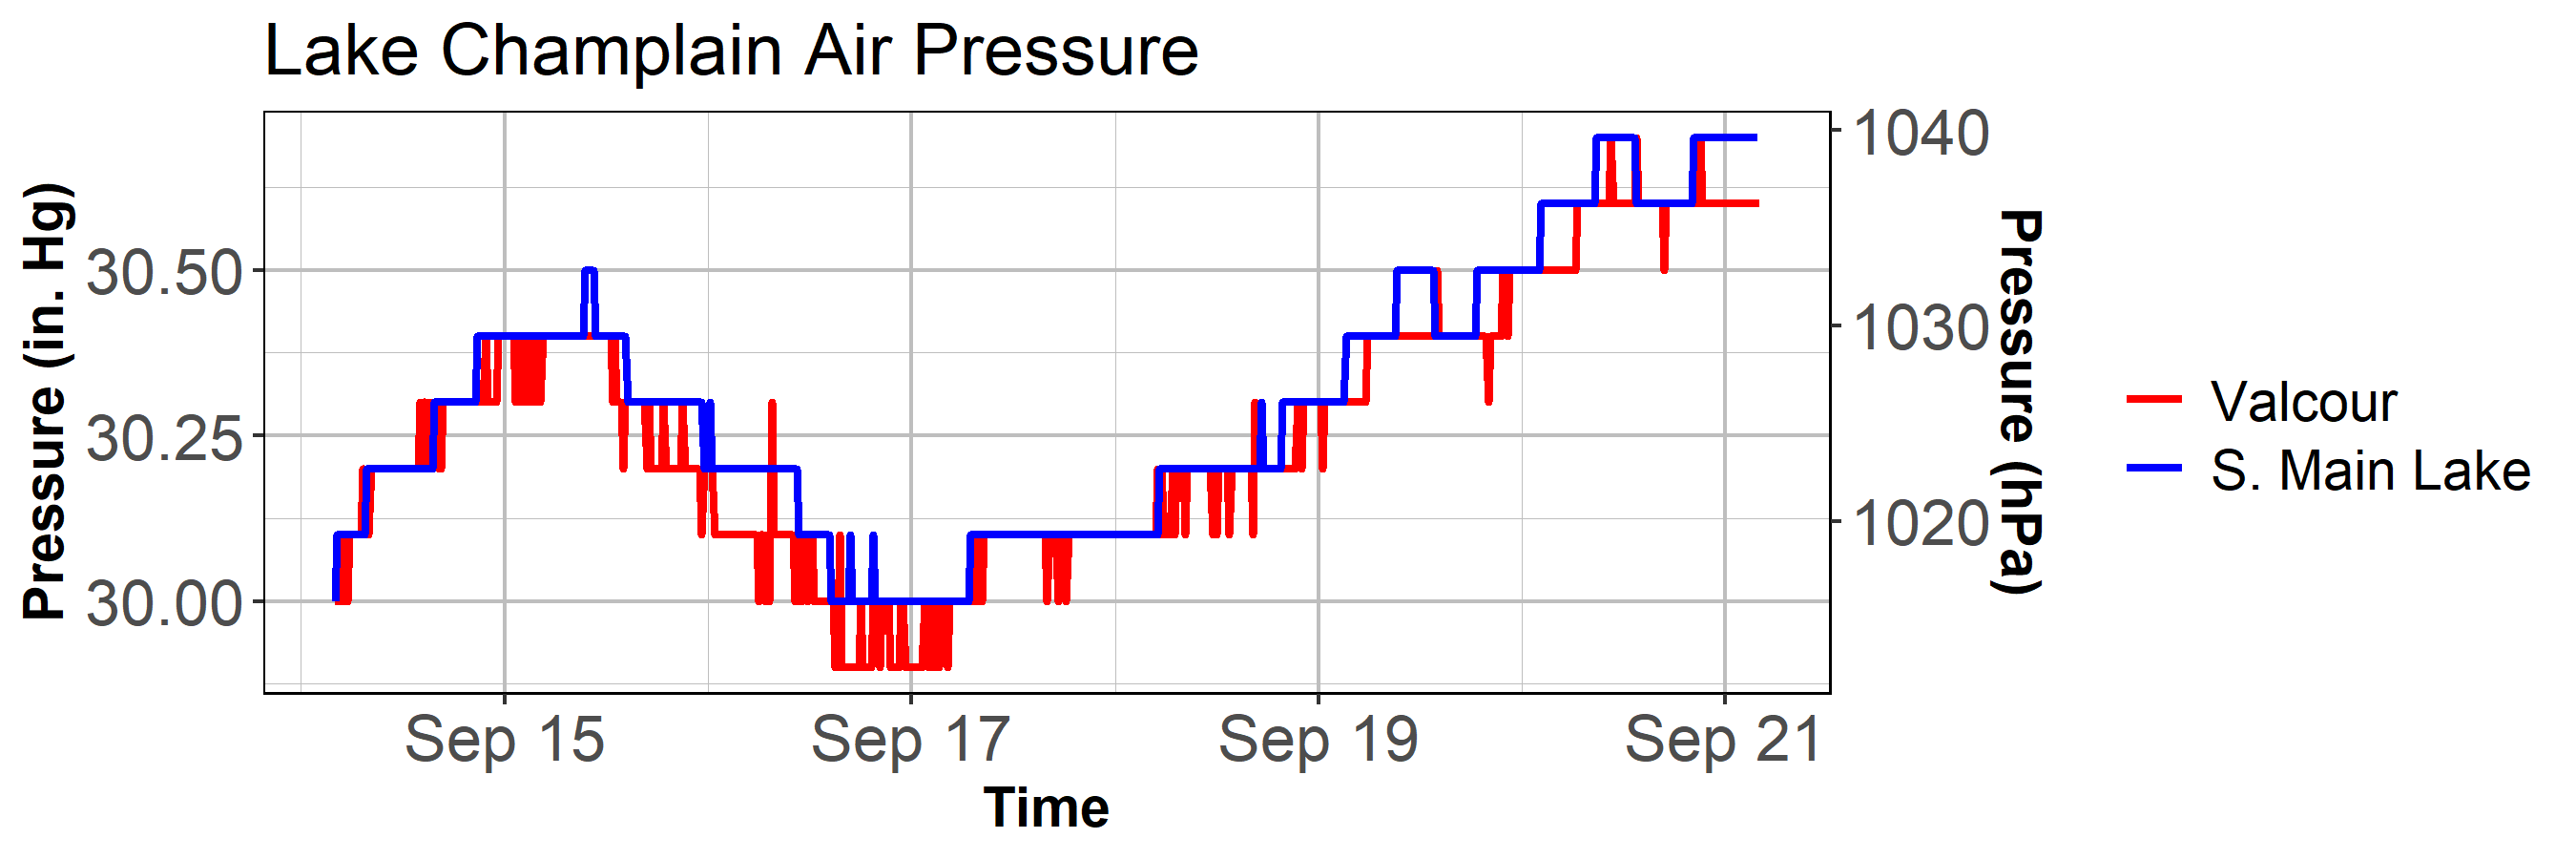 Lake Champlain Air Pressure
Pressure (in. Hg)
30.50
30.25
30.00
1040
1030
1020
Pressure (hPa)
Sep 15
Sep 17
Sep 19
Sep 21
Time
Valcour
S. Main Lake